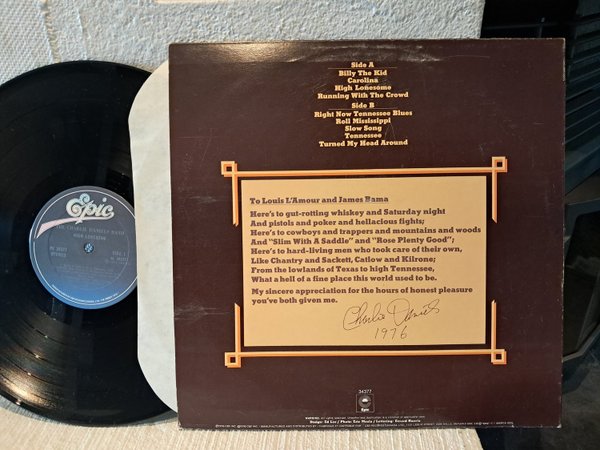 Epic
THE CHARLIE DANIELS BAND
HIGH LONESOME
STEREO
SIDE 1
Side A
Billy The Kid
Carolina
High Lonesome
Running With The Crowd
Side B
Right Now Tennessee Blues
Roll Mississippi
Slow Song
Tennessee
Turned My Head Around
To Louis L'Amour and James Bama
Here's to gut-rotting whiskey and Saturday night
And pistols and poker and hellacious fights;
Here's to cowboys and trappers and mountains and woods
And "Slim With A Saddle" and "Rose Plenty Good";
Here's to hard-living men who took care of their own,
Like Chantry and Sackett, Catlow and Kilrone;
From the lowlands of Texas to high Tennessee,
What a hell of a fine place this world used to be.
My sincere appreciation for the hours of honest pleasure
you've both given me.
Charlie Daniels
1976
34377
Epic